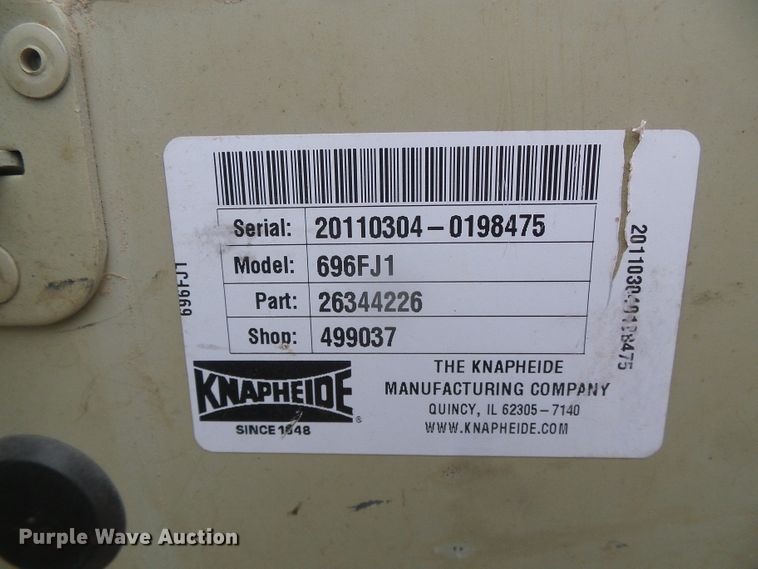 Serial: 20110304-0198475
Model: 696FJ1
Part: 26344226
Shop: 499037
KNAPHEIDE
®
SINCE 1848
THE KNAPHEIDE
MANUFACTURING COMPANY
QUINCY, IL 62305-7140
WWW.KNAPHEIDE.COM
696FJ1
201103040198475
Purple Wave Auction